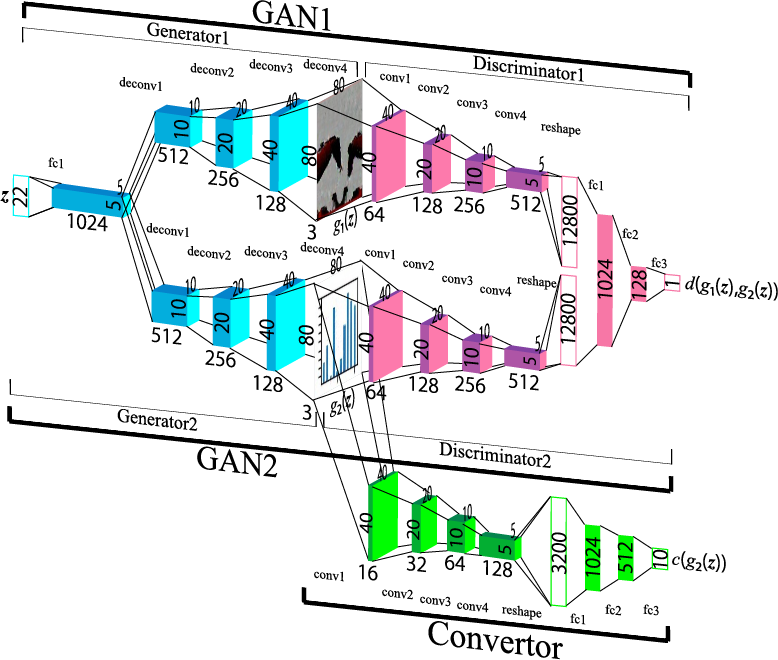 GAN1
Generator1
Discriminator1
deconv1 deconv2 deconv3 deconv4
conv1 conv2 conv3 conv4 reshape
z 22 fc1 1024 5 5
512 10 10
256 20 20
128 40 40
3 80 80
g₁(z)
64 40 40
128 20 20
256 10 10
512 5 5
12800 fc1
1024 fc2
128 fc3
1 d(g₁(z),g₂(z))
deconv1 deconv2 deconv3 deconv4
conv1 conv2 conv3 conv4 reshape
512 10 10
256 20 20
128 40 40
3 80 80
g₂(z)
64 40 40
128 20 20
256 10 10
512 5 5
12800
Generator2
Discriminator2
GAN2
16 40 40
32 20 20
64 10 10
128 5 5
3200
1024
512
10 c(g₂(z))
conv1 conv2 conv3 conv4 reshape fc1 fc2 fc3
Convertor